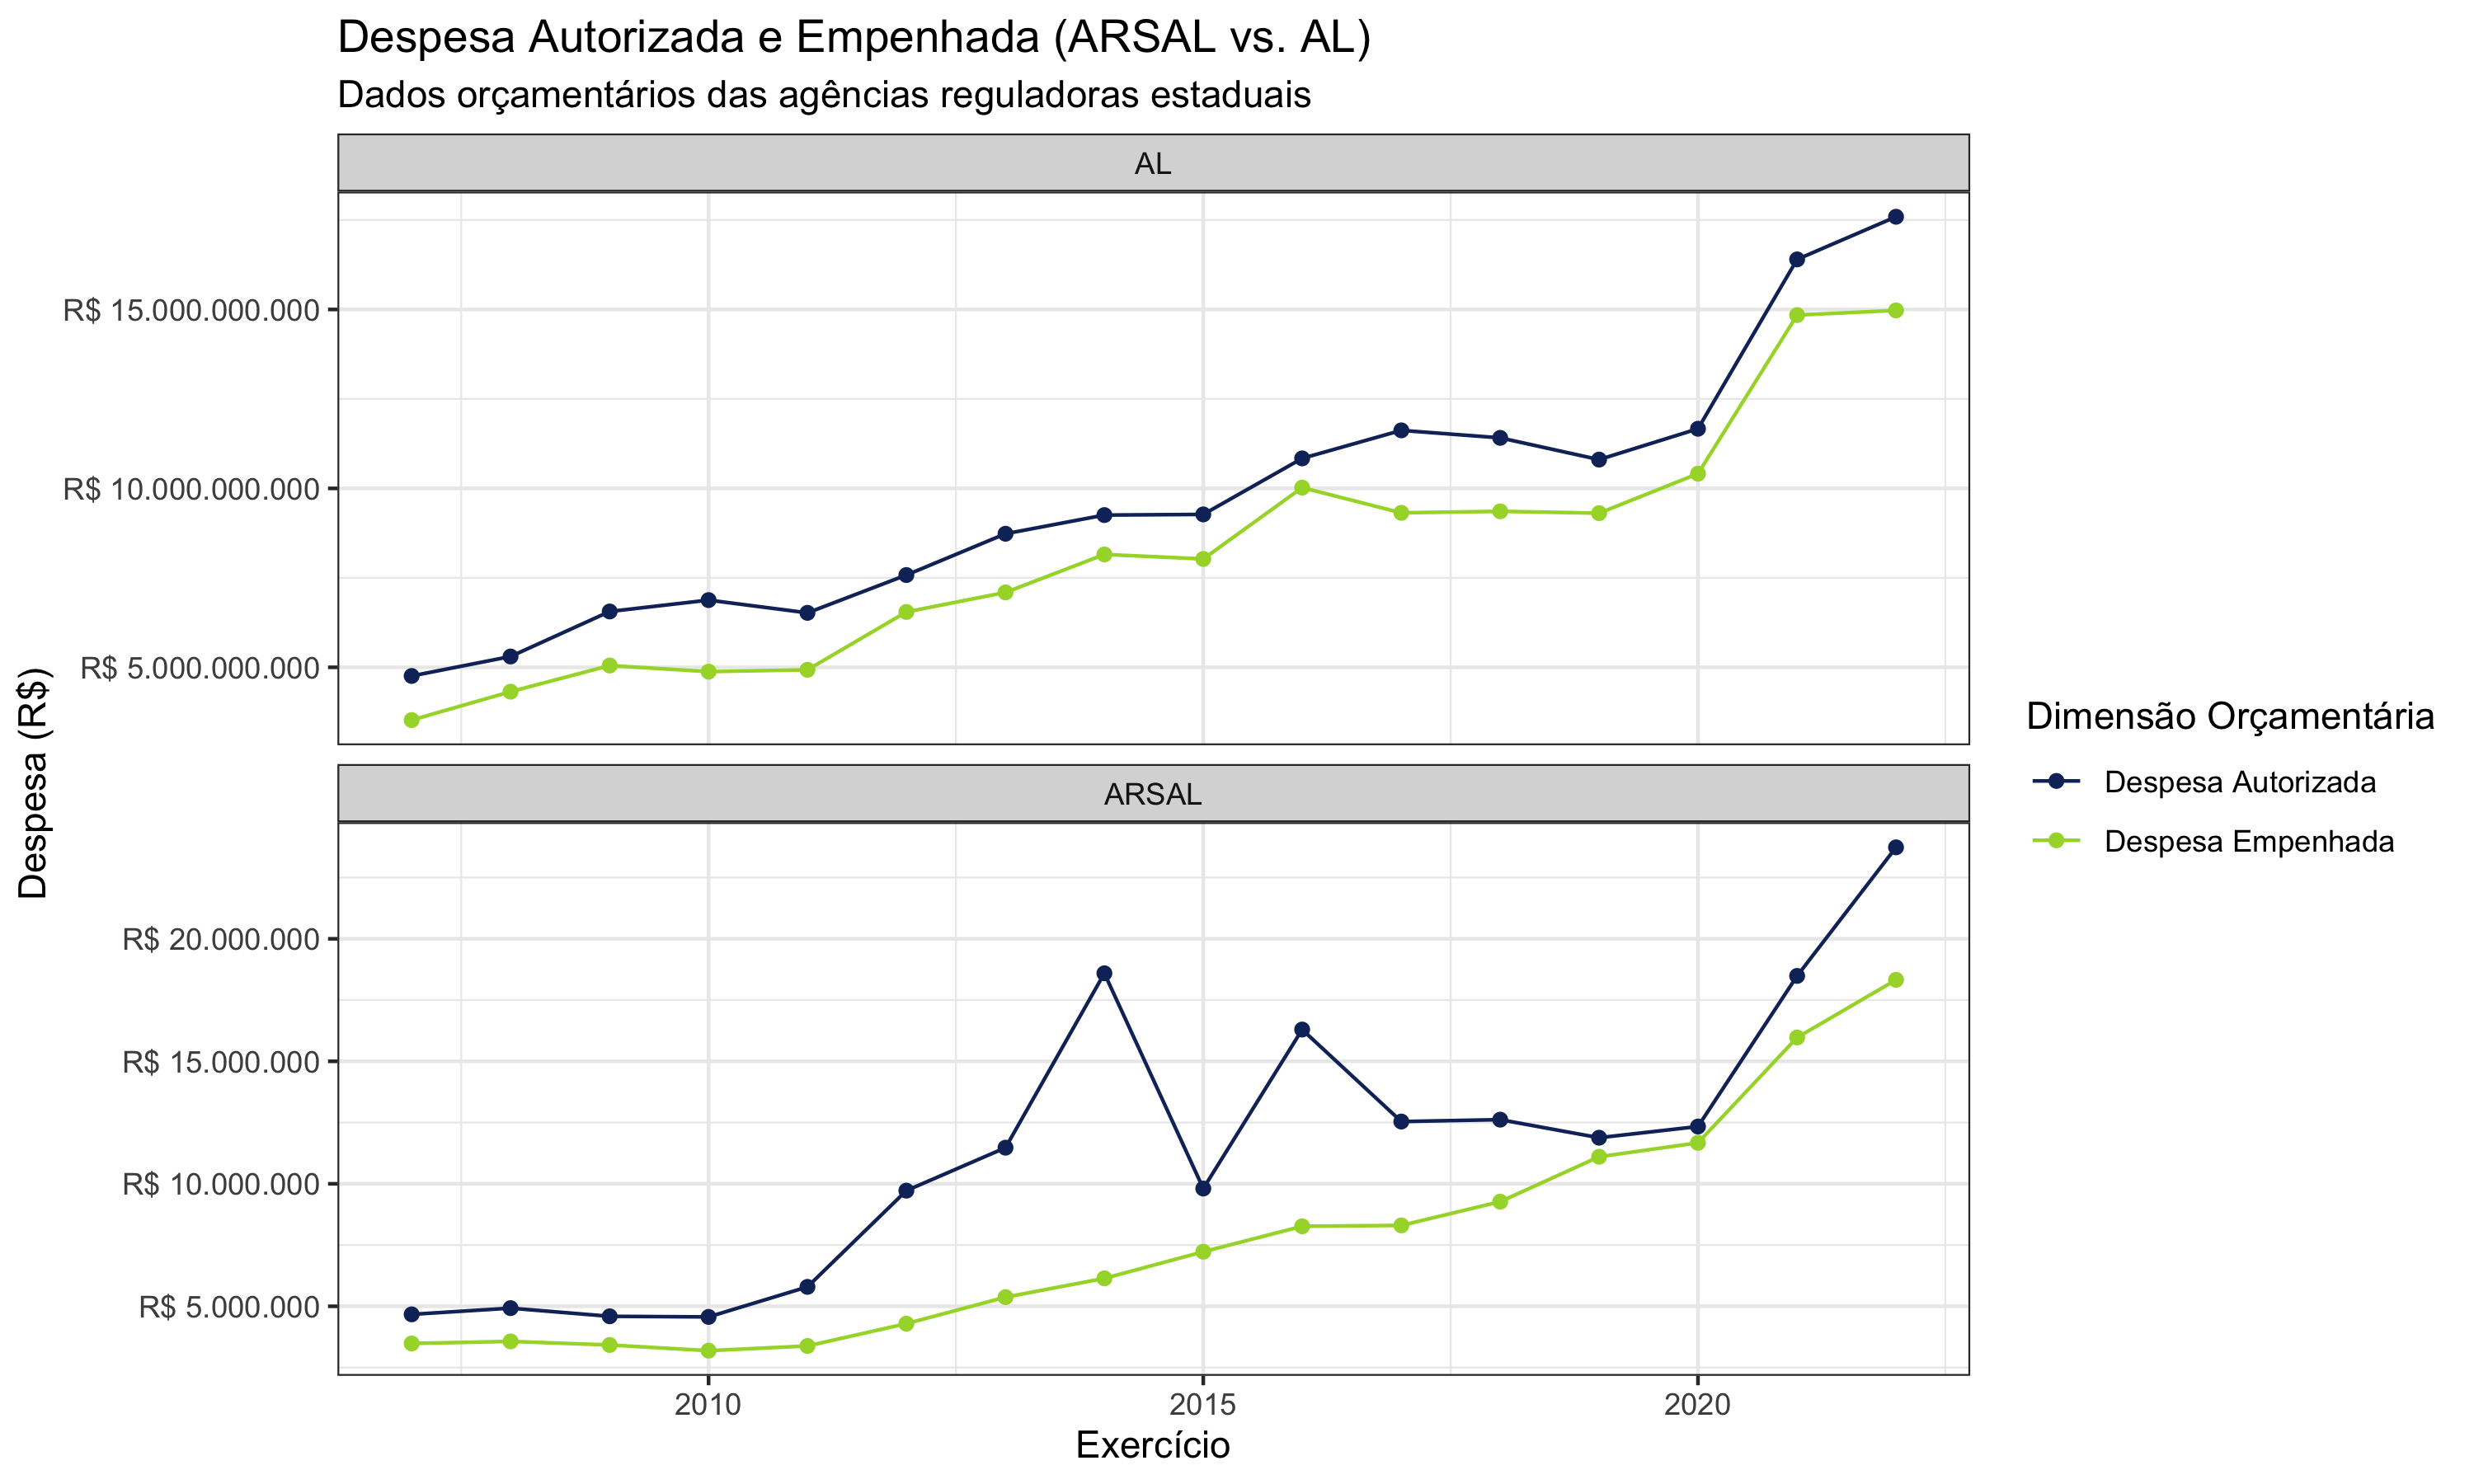 Despesa Autorizada e Empenhada (ARSAL vs. AL)
Dados orçamentários das agências reguladoras estaduais
AL
R$ 15.000.000.000
R$ 10.000.000.000
R$ 5.000.000.000
ARSAL
R$ 20.000.000
R$ 15.000.000
R$ 10.000.000
R$ 5.000.000
2010
2015
2020
Exercício
Despesa (R$)
Dimensão Orçamentária
Despesa Autorizada
Despesa Empenhada